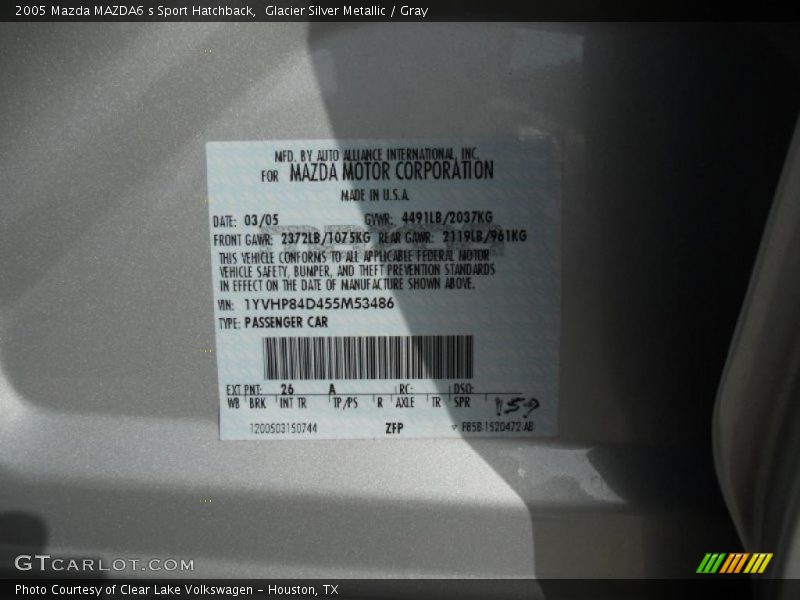 2005 Mazda MAZDA6 s Sport Hatchback,  Glacier Silver Metallic / Gray
MFD. BY AUTO ALLIANCE INTERNATIONAL, INC.
FOR MAZDA MOTOR CORPORATION
MADE IN U.S.A.
DATE: 03/05 GVWR: 4491LB/2037KG
FRONT GAWR: 2372LB/1075KG REAR GAWR: 2119LB/961KG
THIS VEHICLE CONFORMS TO ALL APPLICABLE FEDERAL MOTOR
VEHICLE SAFETY, BUMPER, AND THEFT PREVENTION STANDARDS
IN EFFECT ON THE DATE OF MANUFACTURE SHOWN ABOVE.
VIN: 1YVHP84D455M53486
TYPE: PASSENGER CAR
EXT PNT: 26 A RC: DSO:
WB BRK INT TR TP/PS R AXLE TR SPR 159
1200503150744 ZFP F85B-1520472-AB
GTCARLOT.COM
Photo Courtesy of Clear Lake Volkswagen - Houston, TX